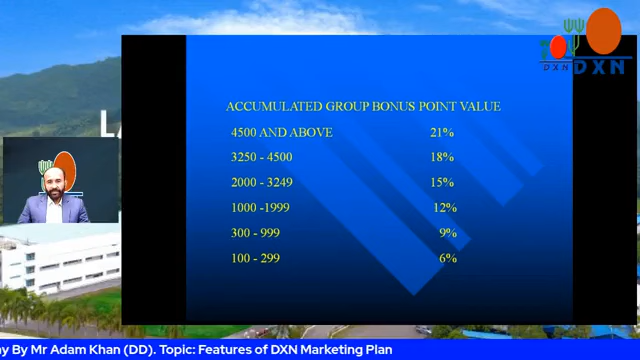 DXN
DXN
ACCUMULATED GROUP BONUS POINT VALUE
4500 AND ABOVE 21%
3250 - 4500 18%
2000 - 3249 15%
1000 -1999 12%
300 - 999 9%
100 - 299 6%
By Mr Adam Khan (DD). Topic: Features of DXN Marketing Plan